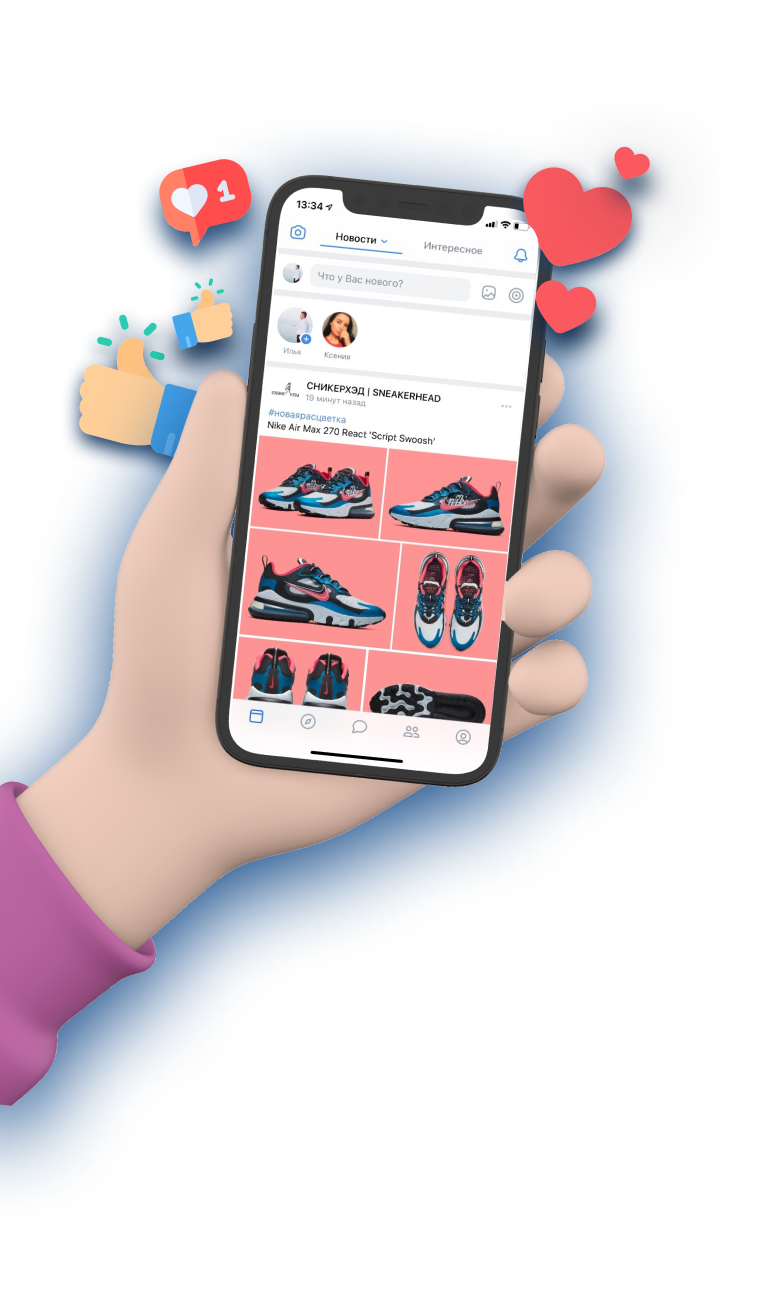 1
13:34
Новости
Интересное
Что у Вас нового?
Илья
Ксения
СНИКЕРХЭД | SNEAKERHEAD
19 минут назад
#новаярасцветка
Nike Air Max 270 React 'Script Swoosh'